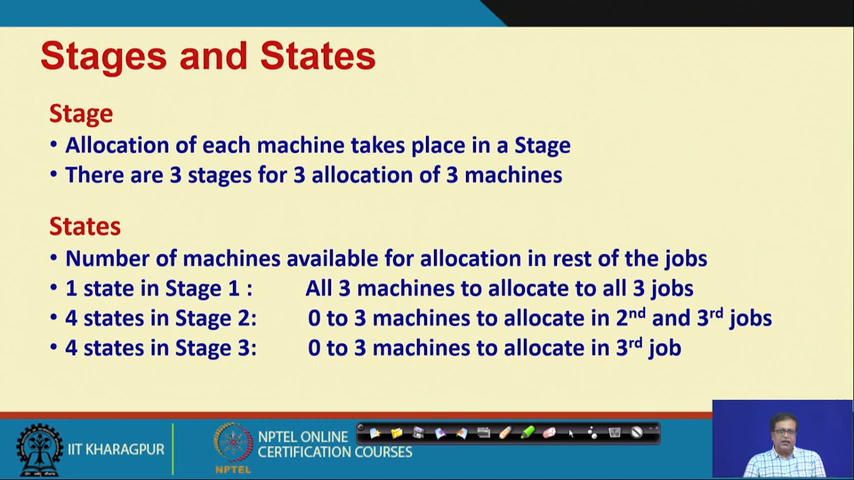 Stages and States
Stage
• Allocation of each machine takes place in a Stage
• There are 3 stages for 3 allocation of 3 machines
States
• Number of machines available for allocation in rest of the jobs
• 1 state in Stage 1 : All 3 machines to allocate to all 3 jobs
• 4 states in Stage 2: 0 to 3 machines to allocate in 2nd and 3rd jobs
• 4 states in Stage 3: 0 to 3 machines to allocate in 3rd job
IIT KHARAGPUR
NPTEL
NPTEL ONLINE
CERTIFICATION COURSES